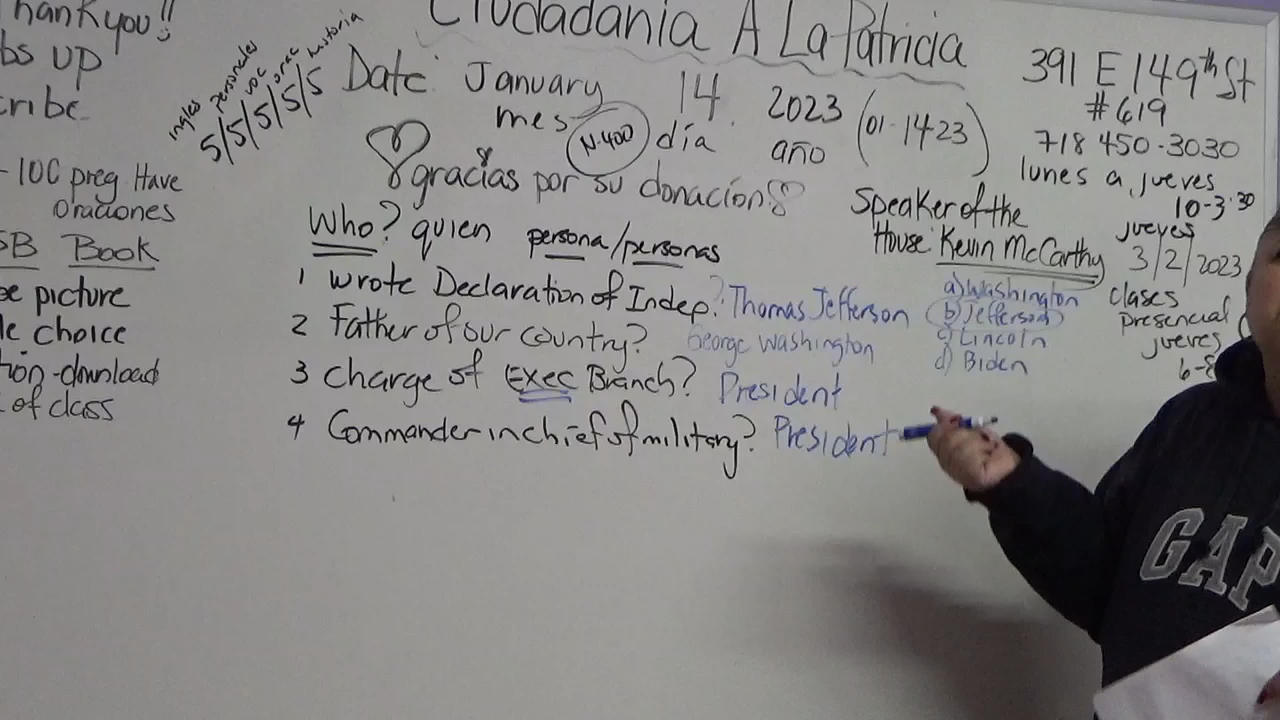 Thank you!!
bs up
cribe
100 preg. Have
oraciones
SB Book
picture
le choice
tion-download
of class
ingles personales voc orac historia
5/5/5/5/5
Ciudadania A La Patricia
Date: January 14 2023 (01-14-23)
mes día año
N-400
gracias por su donación
Who? quien persona/personas
1 wrote Declaration of Indep? Thomas Jefferson
2 Father of our country? George Washington
3 Charge of Exec Branch? President
4 Commander in chief of military? President
Speaker of the
House: Kevin McCarthy
a) Washington
b) Jefferson
c) Lincoln
d) Biden
391 E 149th St
#619
718 450-3030
lunes a jueves
10-3:30
jueves
3/2/2023
clases
presencial
jueves
6-8
GAP